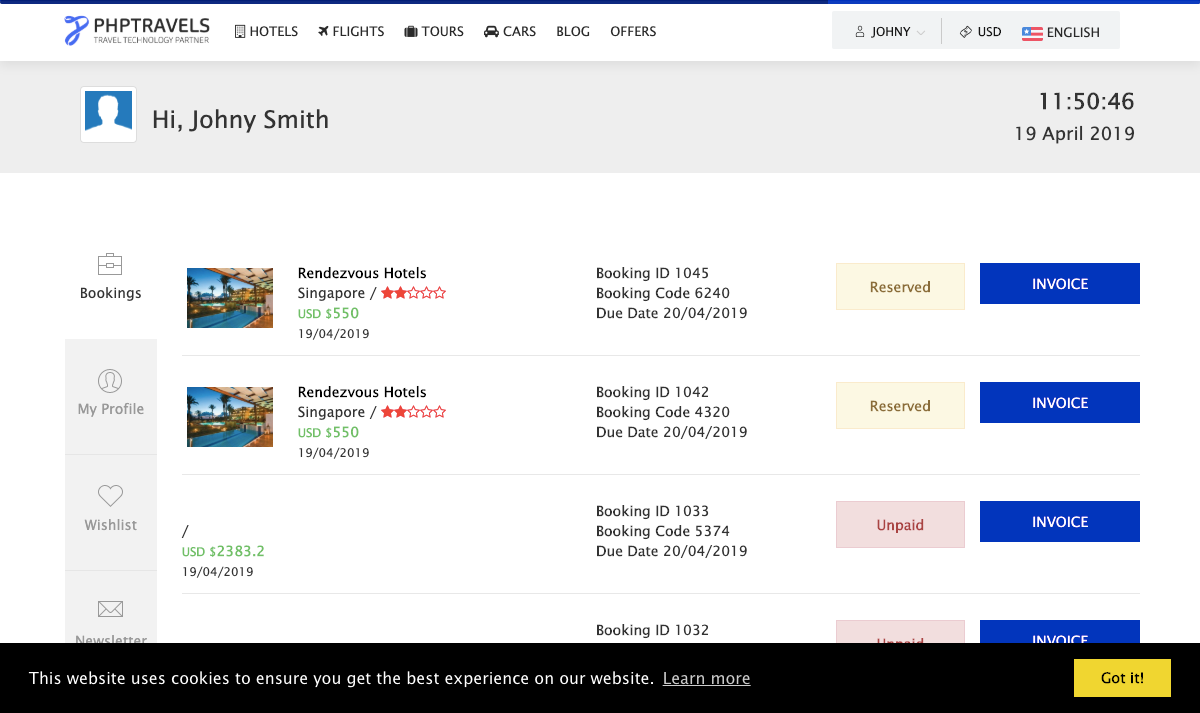 PHPTRAVELS
TRAVEL TECHNOLOGY PARTNER
HOTELS
FLIGHTS
TOURS
CARS
BLOG
OFFERS
JOHNY
USD
ENGLISH
Hi, Johny Smith
11:50:46
19 April 2019
Bookings
My Profile
Wishlist
Newsletter
Rendezvous Hotels
Singapore /
USD $550
19/04/2019
Booking ID 1045
Booking Code 6240
Due Date 20/04/2019
Reserved
INVOICE
Rendezvous Hotels
Singapore /
USD $550
19/04/2019
Booking ID 1042
Booking Code 4320
Due Date 20/04/2019
Reserved
INVOICE
/
USD $2383.2
19/04/2019
Booking ID 1033
Booking Code 5374
Due Date 20/04/2019
Unpaid
INVOICE
Booking ID 1032
Unpaid
INVOICE
This website uses cookies to ensure you get the best experience on our website. Learn more
Got it!